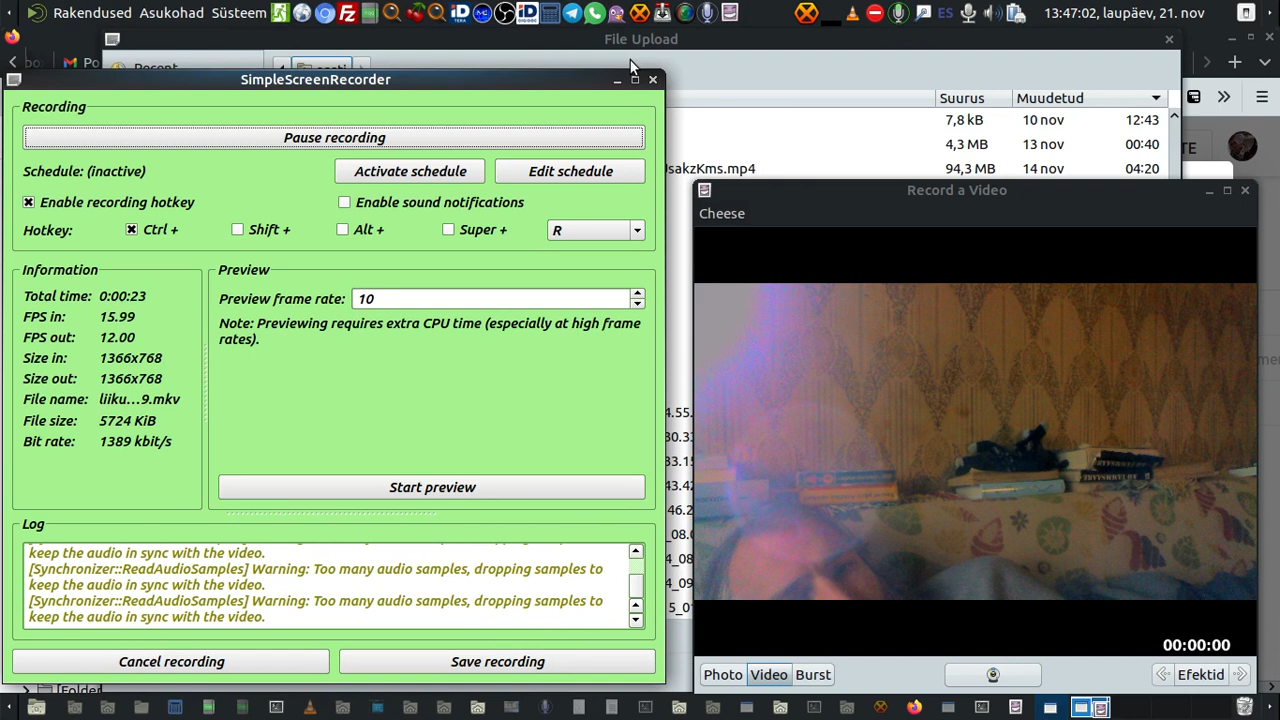 Rakendused Asukohad Süsteem
iDERA
iD
ES
13:47:02, laupäev, 21. nov
File Upload
Recent
Suurus Muudetud
7,8 kB 10 nov 12:43
4,3 MB 13 nov 00:40
JsakzKms.mp4 94,3 MB 14 nov 04:20
SimpleScreenRecorder
Recording
Pause recording
Schedule: (inactive) Activate schedule Edit schedule
Enable recording hotkey Enable sound notifications
Hotkey: Ctrl + Shift + Alt + Super + R
Information
Total time: 0:00:23
FPS in: 15.99
FPS out: 12.00
Size in: 1366x768
Size out: 1366x768
File name: liiku...9.mkv
File size: 5724 KiB
Bit rate: 1389 kbit/s
Preview
Preview frame rate: 10
Note: Previewing requires extra CPU time (especially at high frame
rates).
Start preview
Log
keep the audio in sync with the video.
[Synchronizer::ReadAudioSamples] Warning: Too many audio samples, dropping samples to
keep the audio in sync with the video.
[Synchronizer::ReadAudioSamples] Warning: Too many audio samples, dropping samples to
keep the audio in sync with the video.
Cancel recording Save recording
[Folder
Record a Video
Cheese
00:00:00
Photo Video Burst Efektid